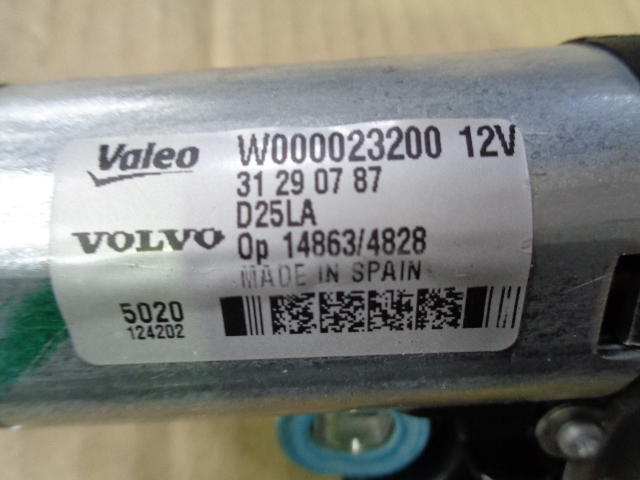 Valeo W000023200 12V
31 29 07 87
D25LA
VOLVO Op 14863/4828
MADE IN SPAIN
5020
124202